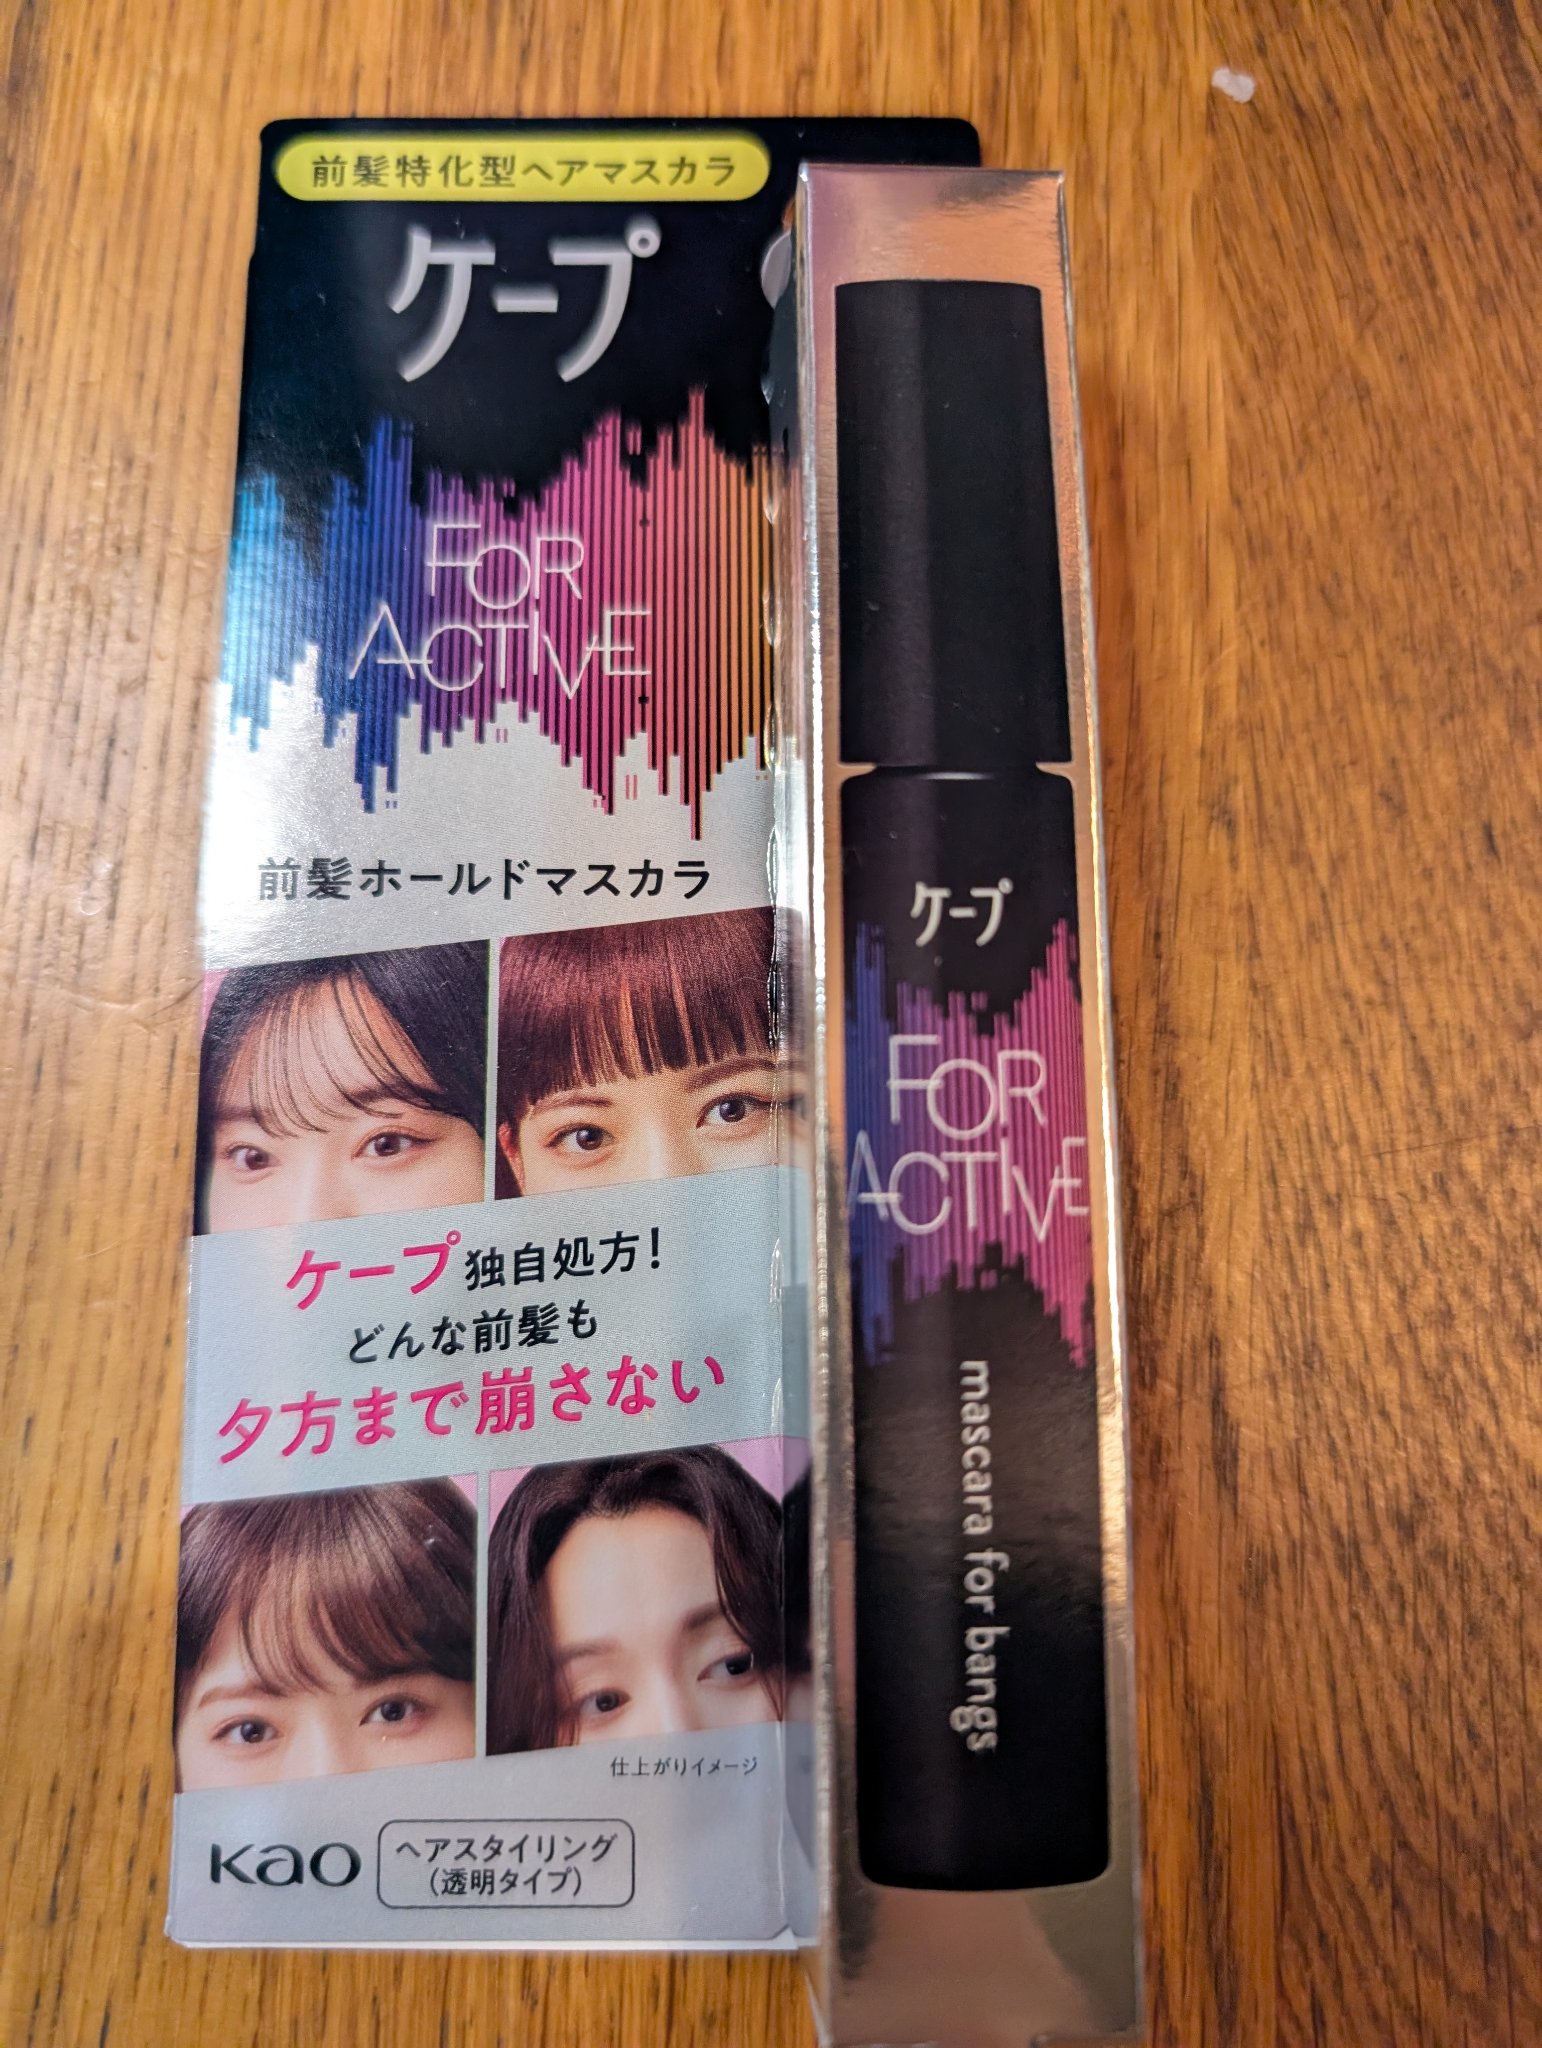 前髪特化型ヘアマスカラ
ケープ
FOR
ACTIVE
前髪ホールドマスカラ
ケープ独自処方!
どんな前髪も
夕方まで崩さない
仕上がりイメージ
Kao
ヘアスタイリング
(透明タイプ)
ケープ
FOR
ACTIVE
mascara for bangs